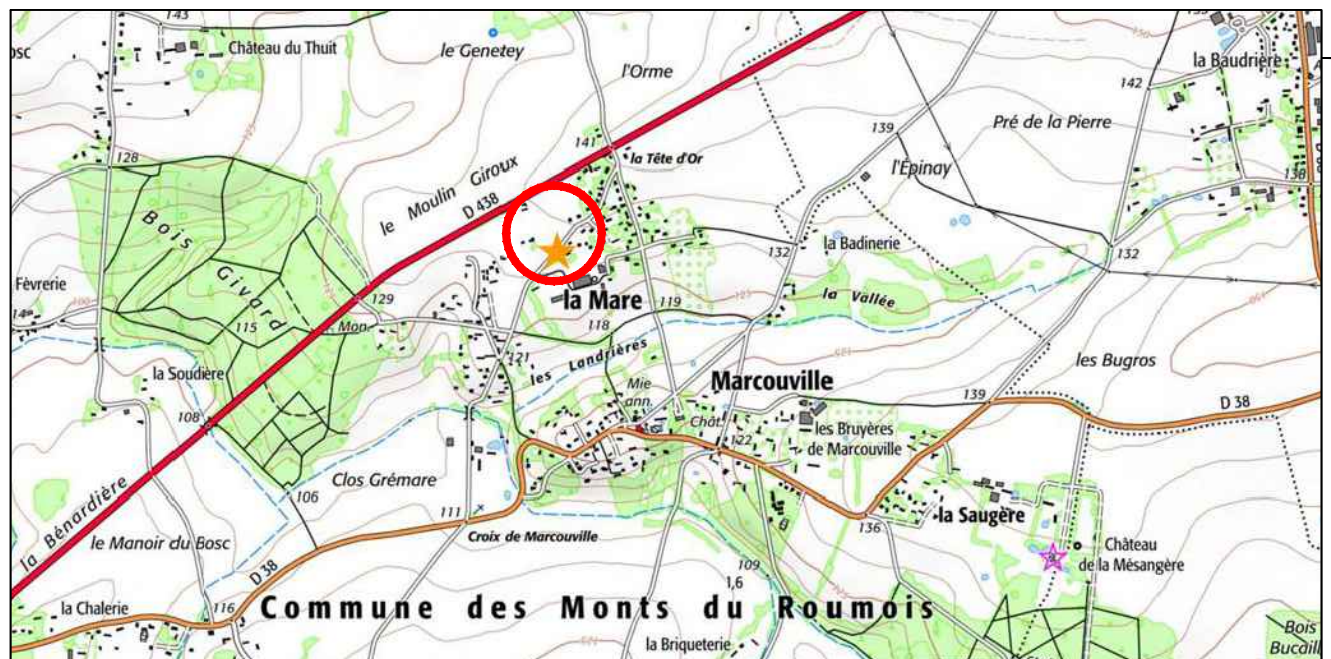 143
Château du Thuit
le Genetey
l'Orme
la Baudrière
142
139
Pré de la Pierre
141
la Tête d'Or
128
le Moulin Giroux
D 438
l'Épinay
138
Bois
Givard
132
la Badinerie
132
Fèvrerie
129
la Mare
la Vallée
119
115
Mon.
118
121
les Landrières
les Bugros
la Soudière
Mie
ann.
Marcouville
139
D 38
108
Chât.
122
les Bruyères
de Marcouville
Clos Grémare
106
la Bénardière
111
136
la Saugère
le Manoir du Bosc
Croix de Marcouville
Château
de la Mésangère
D 38
109
1,6
la Chalerie
116
Commune des Monts du Roumois
la Briqueterie
Bois
Bucaill